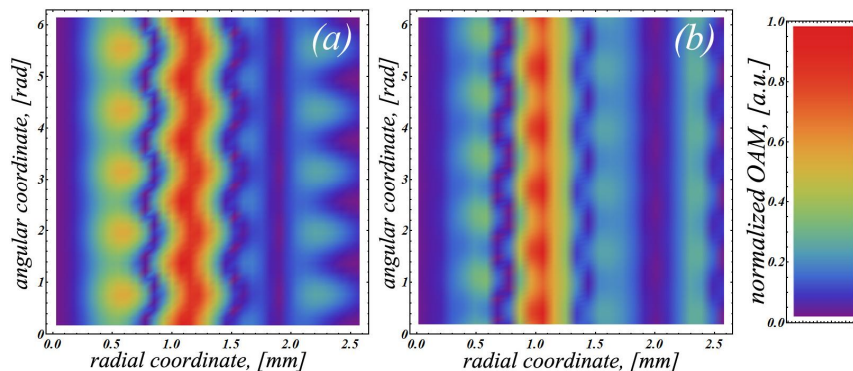 (a)
angular coordinate, [rad]
6
5
4
3
2
1
0
0.0 0.5 1.0 1.5 2.0 2.5
radial coordinate, [mm]
(b)
angular coordinate, [rad]
6
5
4
3
2
1
0
0.0 0.5 1.0 1.5 2.0 2.5
radial coordinate, [mm]
normalized OAM, [a.u.]
1.0
0.8
0.6
0.4
0.2
0.0